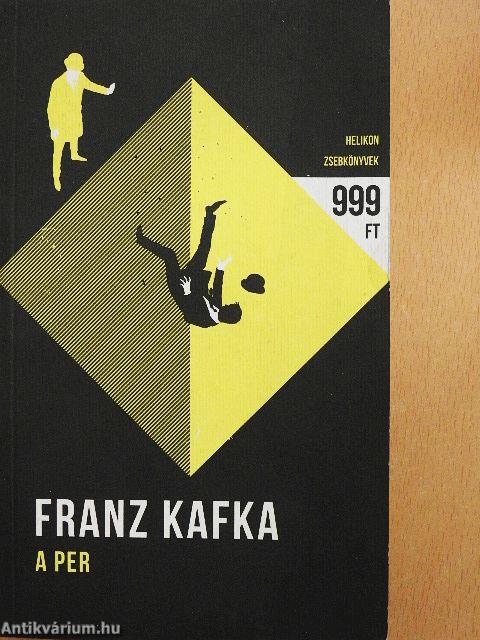 HELIKON
ZSEBKÖNYVEK
999
FT
FRANZ KAFKA
A PER
Antikvárium.hu